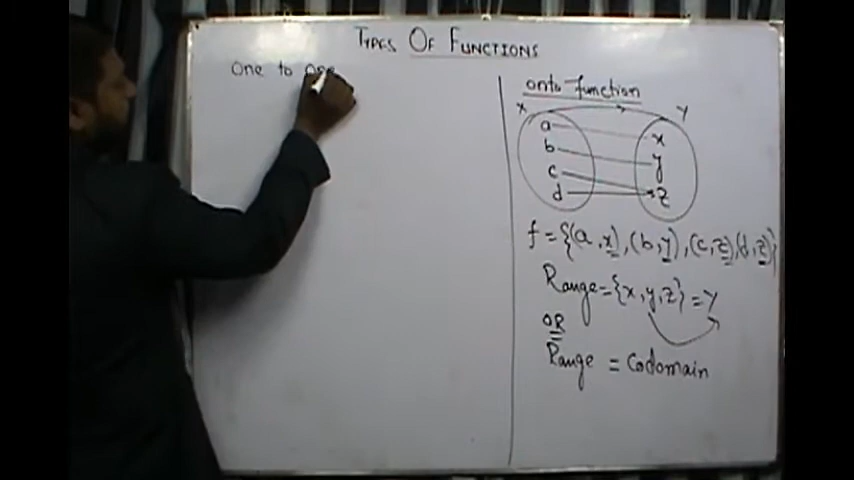 TYPES OF FUNCTIONS
One to One
onto function
X Y
a x
b y
c z
d
f = {(a,x),(b,y),(c,z),(d,z)}
Range={x,y,z} = Y
OR
Range = Codomain